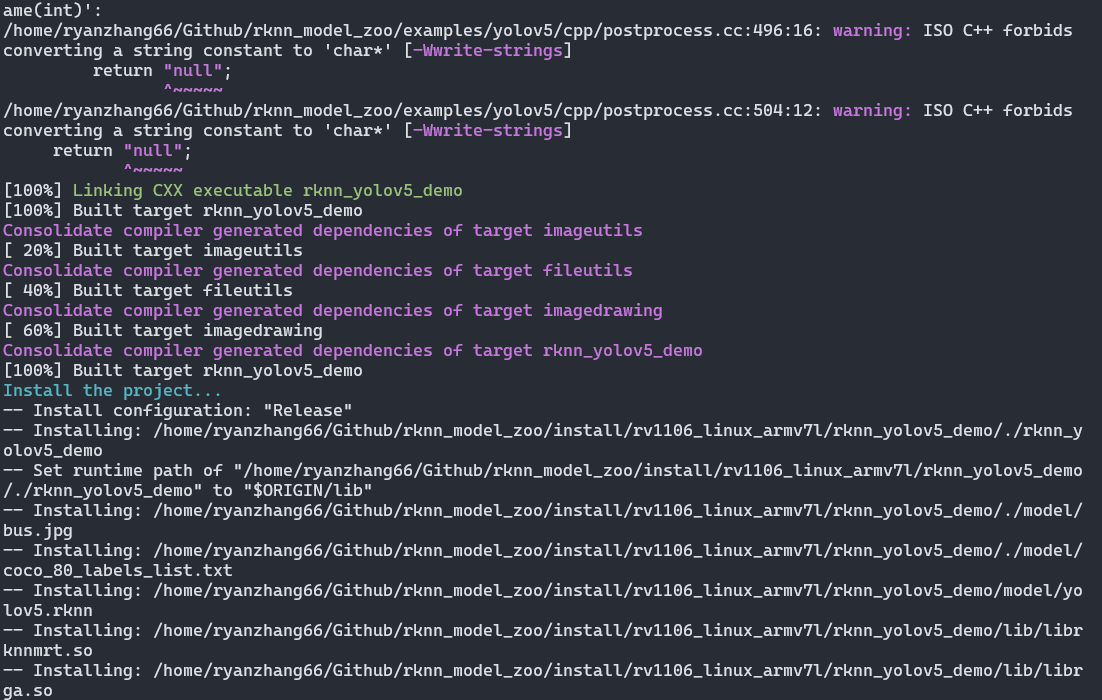 ame(int)':
/home/ryanzhang66/Github/rknn_model_zoo/examples/yolov5/cpp/postprocess.cc:496:16: warning: ISO C++ forbids
converting a string constant to 'char*' [-Wwrite-strings]
         return "null";
                ^~~~~~
/home/ryanzhang66/Github/rknn_model_zoo/examples/yolov5/cpp/postprocess.cc:504:12: warning: ISO C++ forbids
converting a string constant to 'char*' [-Wwrite-strings]
     return "null";
            ^~~~~~
[100%] Linking CXX executable rknn_yolov5_demo
[100%] Built target rknn_yolov5_demo
Consolidate compiler generated dependencies of target imageutils
[ 20%] Built target imageutils
Consolidate compiler generated dependencies of target fileutils
[ 40%] Built target fileutils
Consolidate compiler generated dependencies of target imagedrawing
[ 60%] Built target imagedrawing
Consolidate compiler generated dependencies of target rknn_yolov5_demo
[100%] Built target rknn_yolov5_demo
Install the project...
-- Install configuration: "Release"
-- Installing: /home/ryanzhang66/Github/rknn_model_zoo/install/rv1106_linux_armv7l/rknn_yolov5_demo/./rknn_y
olov5_demo
-- Set runtime path of "/home/ryanzhang66/Github/rknn_model_zoo/install/rv1106_linux_armv7l/rknn_yolov5_demo
/./rknn_yolov5_demo" to "$ORIGIN/lib"
-- Installing: /home/ryanzhang66/Github/rknn_model_zoo/install/rv1106_linux_armv7l/rknn_yolov5_demo/./model/
bus.jpg
-- Installing: /home/ryanzhang66/Github/rknn_model_zoo/install/rv1106_linux_armv7l/rknn_yolov5_demo/./model/
coco_80_labels_list.txt
-- Installing: /home/ryanzhang66/Github/rknn_model_zoo/install/rv1106_linux_armv7l/rknn_yolov5_demo/model/yo
lov5.rknn
-- Installing: /home/ryanzhang66/Github/rknn_model_zoo/install/rv1106_linux_armv7l/rknn_yolov5_demo/lib/libr
knnmrt.so
-- Installing: /home/ryanzhang66/Github/rknn_model_zoo/install/rv1106_linux_armv7l/rknn_yolov5_demo/lib/libr
ga.so